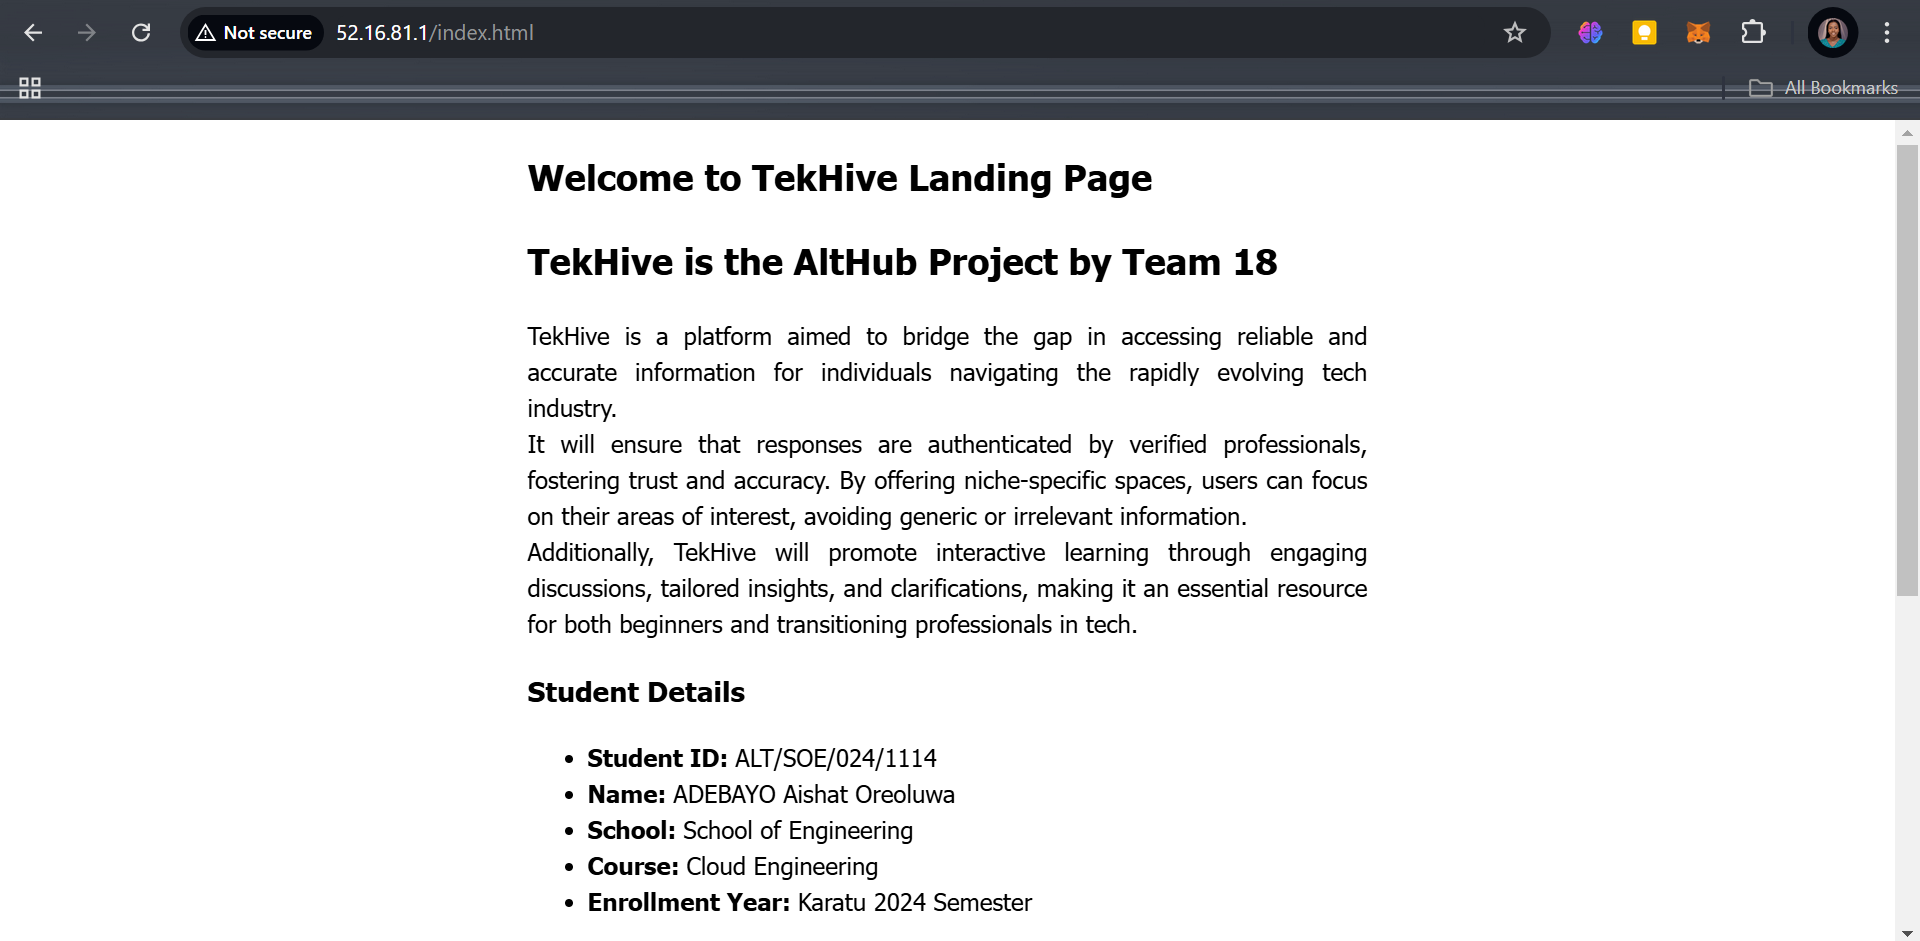 Not secure 52.16.81.1/index.html
All Bookmarks
Welcome to TekHive Landing Page
TekHive is the AltHub Project by Team 18
TekHive is a platform aimed to bridge the gap in accessing reliable and
accurate information for individuals navigating the rapidly evolving tech
industry.
It will ensure that responses are authenticated by verified professionals,
fostering trust and accuracy. By offering niche-specific spaces, users can focus
on their areas of interest, avoiding generic or irrelevant information.
Additionally, TekHive will promote interactive learning through engaging
discussions, tailored insights, and clarifications, making it an essential resource
for both beginners and transitioning professionals in tech.
Student Details
• Student ID: ALT/SOE/024/1114
• Name: ADEBAYO Aishat Oreoluwa
• School: School of Engineering
• Course: Cloud Engineering
• Enrollment Year: Karatu 2024 Semester